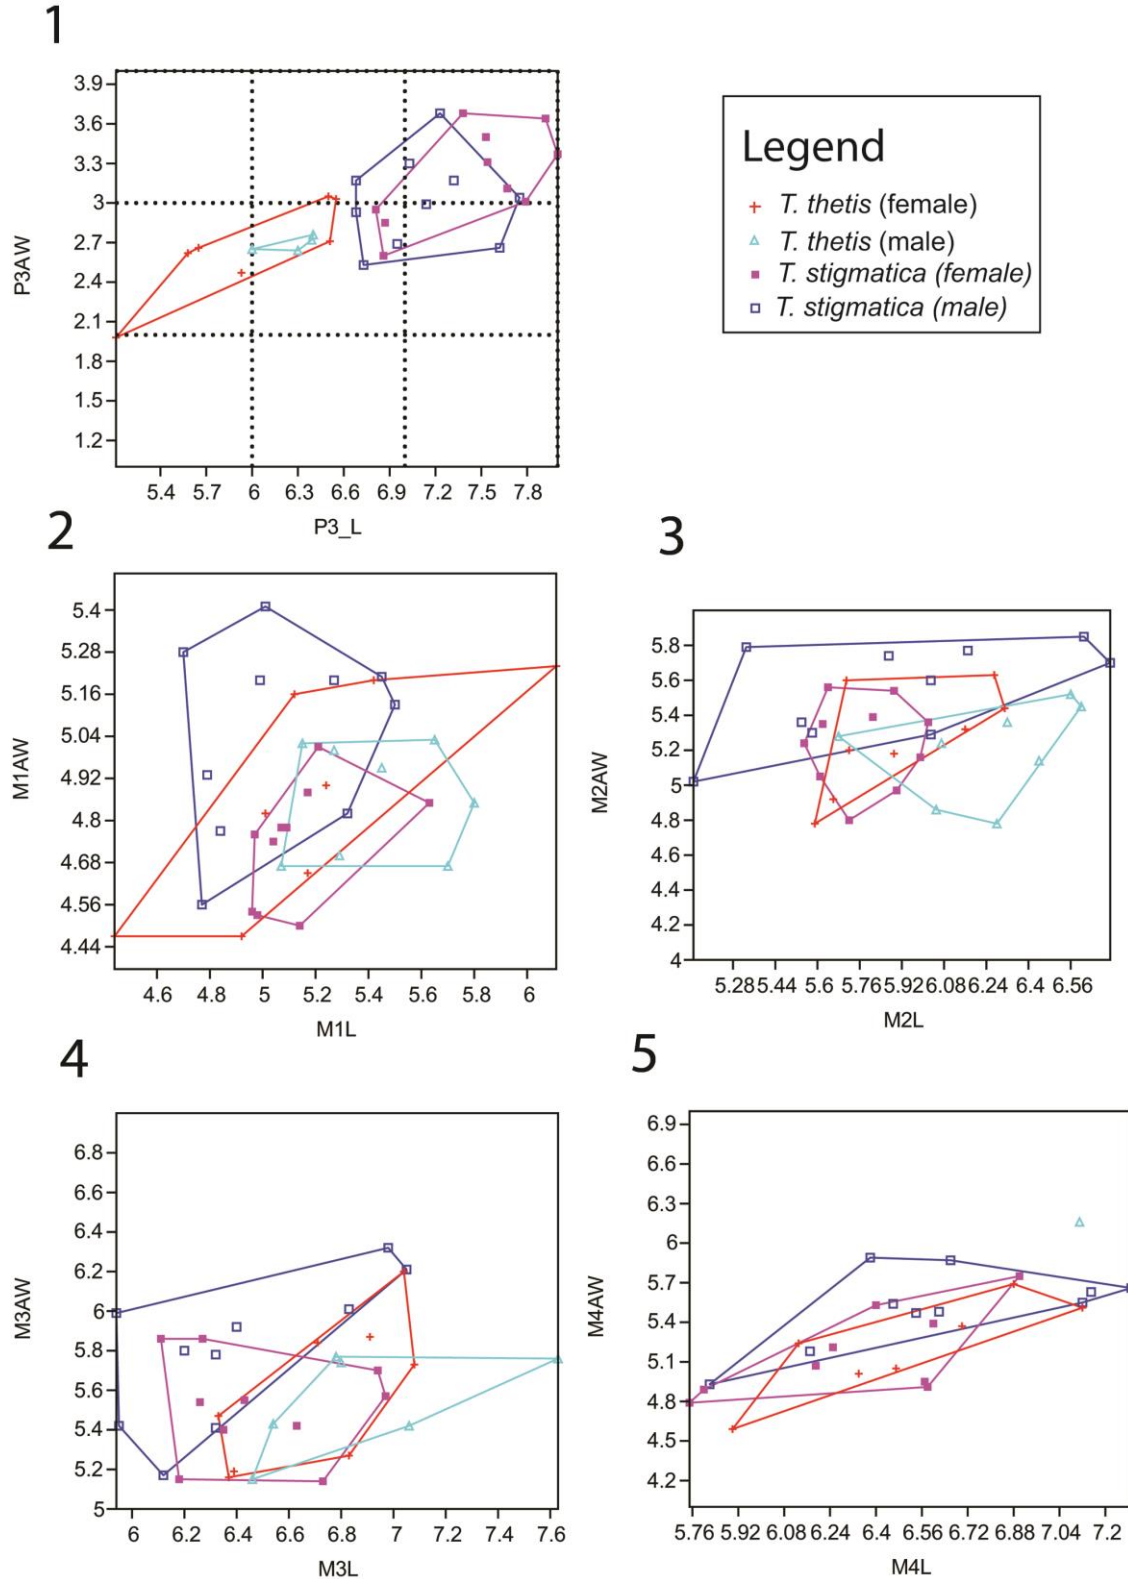 1
3.9
3.6
3.3
3
2.7
2.4
2.1
1.8
1.5
1.2
P3AW
5.4 5.7 6 6.3 6.6 6.9 7.2 7.5 7.8
P3_L
Legend
T. thetis (female)
T. thetis (male)
T. stigmatica (female)
T. stigmatica (male)
2
5.4
5.28
5.16
5.04
4.92
4.8
4.68
4.56
4.44
M1AW
4.6 4.8 5 5.2 5.4 5.6 5.8 6
M1L
3
5.8
5.6
5.4
5.2
5
4.8
4.6
4.4
4.2
4
M2AW
5.28 5.44 5.6 5.76 5.92 6.08 6.24 6.4 6.56
M2L
4
6.8
6.6
6.4
6.2
6
5.8
5.6
5.4
5.2
5
M3AW
6 6.2 6.4 6.6 6.8 7 7.2 7.4 7.6
M3L
5
6.9
6.6
6.3
6
5.7
5.4
5.1
4.8
4.5
4.2
M4AW
5.76 5.92 6.08 6.24 6.4 6.56 6.72 6.88 7.04 7.2
M4L